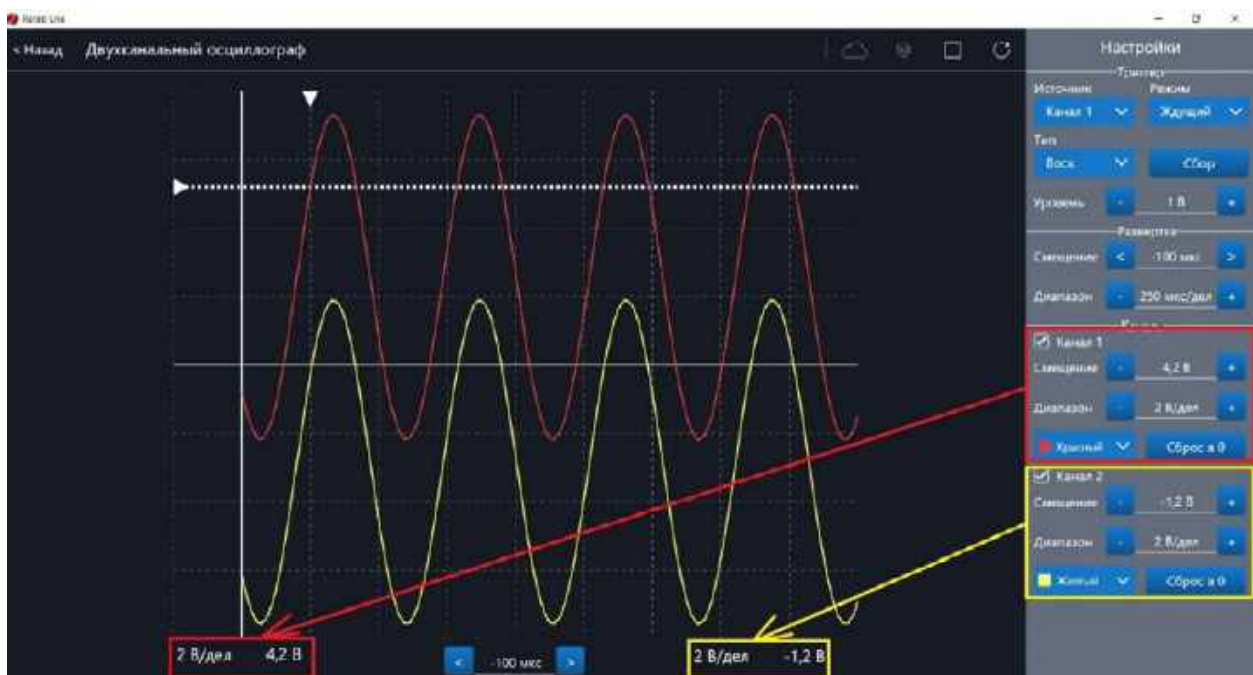 < Назад Двухканальный осциллограф
Настройки
Триггер
Источник Режим
Канал 1 Ждущий
Тип
Восх. Сбор
Уровень - 1 В +
Развертка
Смещение < -100 мкс >
Диапазон - 250 мкс/дел +
Канал 1
Смещение - 4,2 В +
Диапазон - 2 В/дел +
Красный Сброс в 0
Канал 2
Смещение - -1,2 В +
Диапазон - 2 В/дел +
Желтый Сброс в 0
2 В/дел 4,2 В < -100 мкс > 2 В/дел -1,2 В